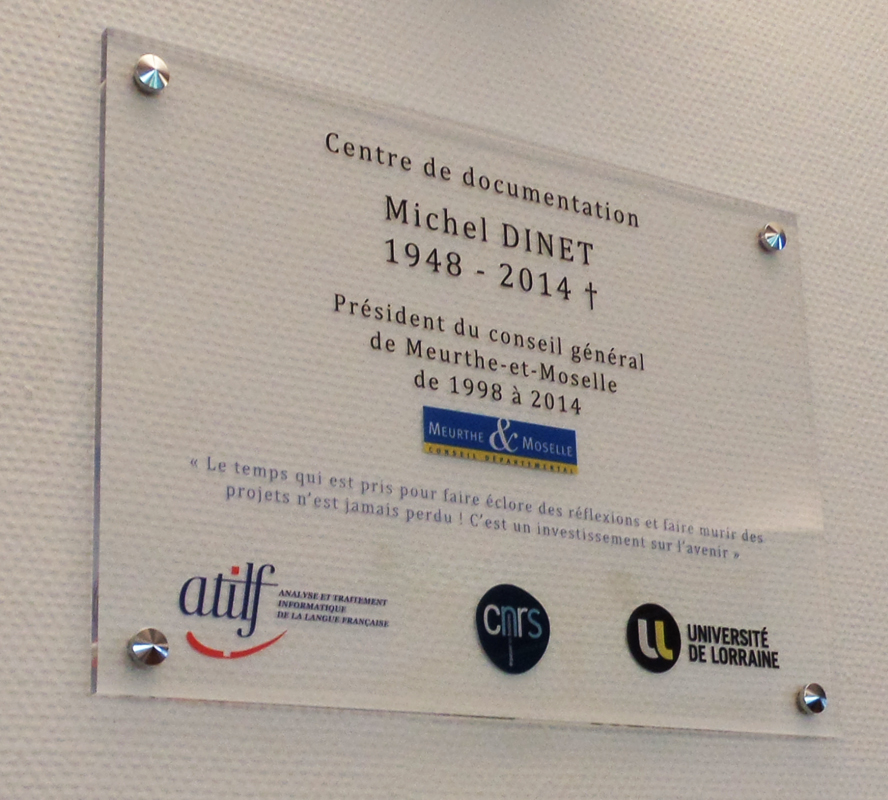 Centre de documentation
Michel DINET
1948 - 2014 †
Président du conseil général
de Meurthe-et-Moselle
de 1998 à 2014
MEURTHE & MOSELLE
CONSEIL DÉPARTEMENTAL
« Le temps qui est pris pour faire éclore des réflexions et faire murir des
projets n'est jamais perdu ! C'est un investissement sur l'avenir »
atilf
ANALYSE ET TRAITEMENT
INFORMATIQUE
DE LA LANGUE FRANÇAISE
cnrs
UNIVERSITÉ
DE LORRAINE